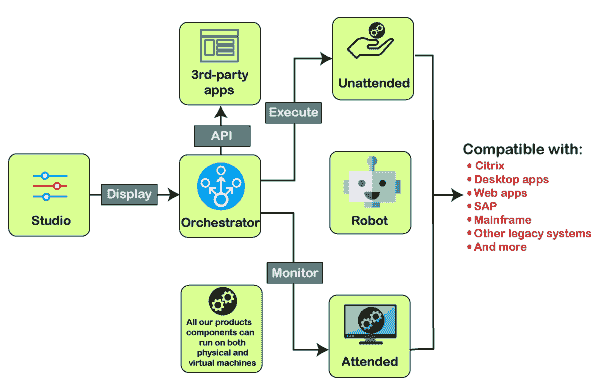 3rd-party
apps
Unattended
Execute
API
Compatible with:
Citrix
Desktop apps
Web apps
SAP
Mainframe
Other legacy systems
And more
Studio
Display
Orchestrator
Robot
Monitor
All our products
components can
run on both
physical and
virtual machines
Attended